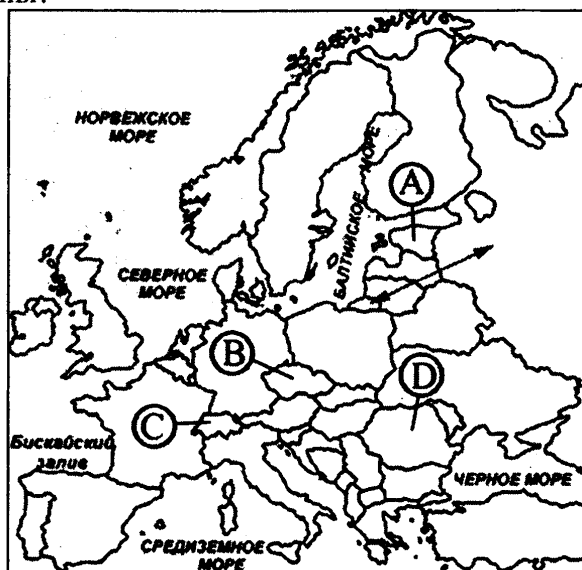 НОРВЕЖСКОЕ
МОРЕ
A
БАЛТИЙСКОЕ МОРЕ
СЕВЕРНОЕ
МОРЕ
B
D
C
Бискайский
залив
ЧЕРНОЕ МОРЕ
СРЕДИЗЕМНОЕ
МОРЕ